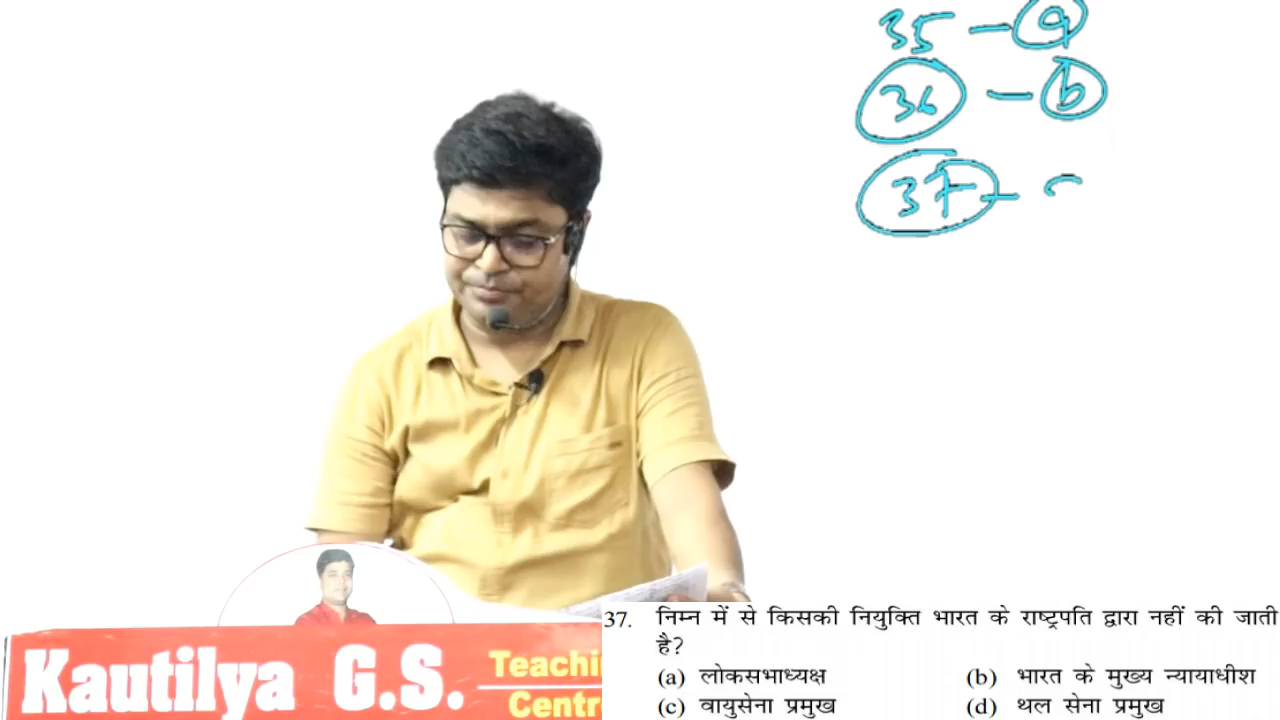 35 - a
36 - b
37 -
Kautilya G.S.
Teachi
Centr
37. निम्न में से किसकी नियुक्ति भारत के राष्ट्रपति द्वारा नहीं की जाती
है?
(a) लोकसभाध्यक्ष (b) भारत के मुख्य न्यायाधीश
(c) वायुसेना प्रमुख (d) थल सेना प्रमुख